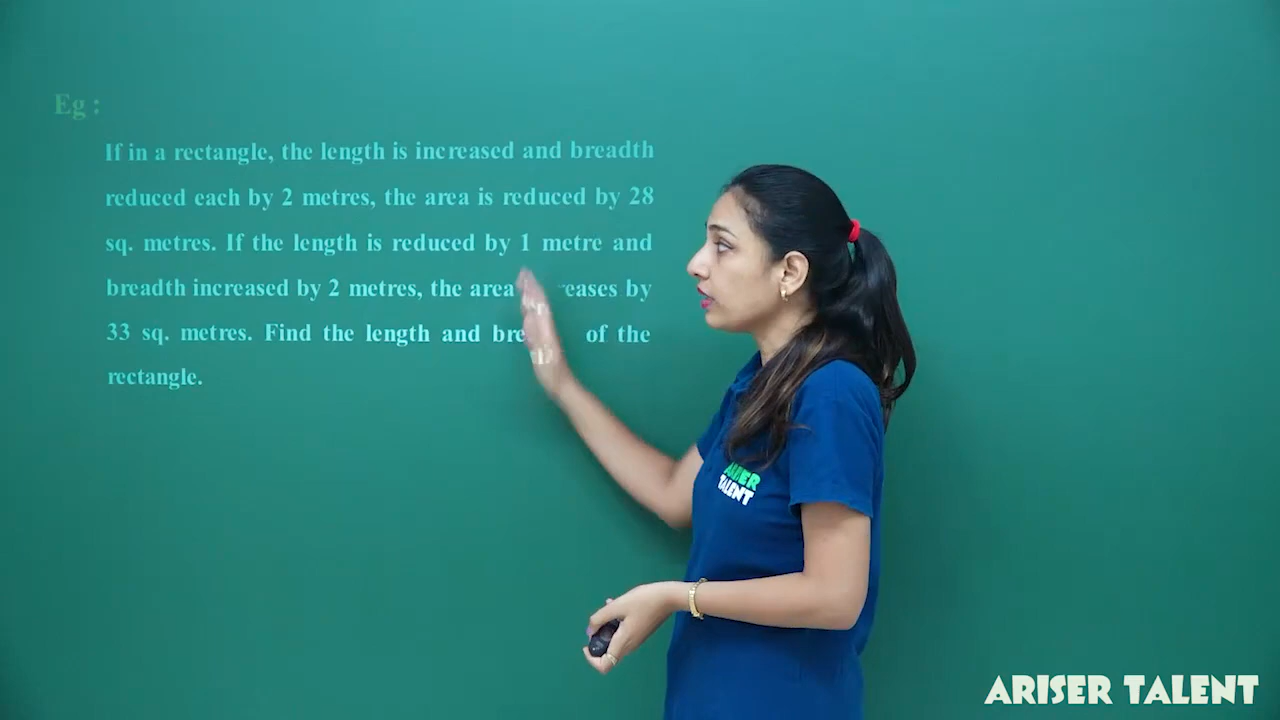 Eg :
If in a rectangle, the length is increased and breadth
reduced each by 2 metres, the area is reduced by 28
sq. metres. If the length is reduced by 1 metre and
breadth increased by 2 metres, the area
33 sq. metres. Find the length and of the
rectangle.
ARISER
TALENT
ARISER TALENT